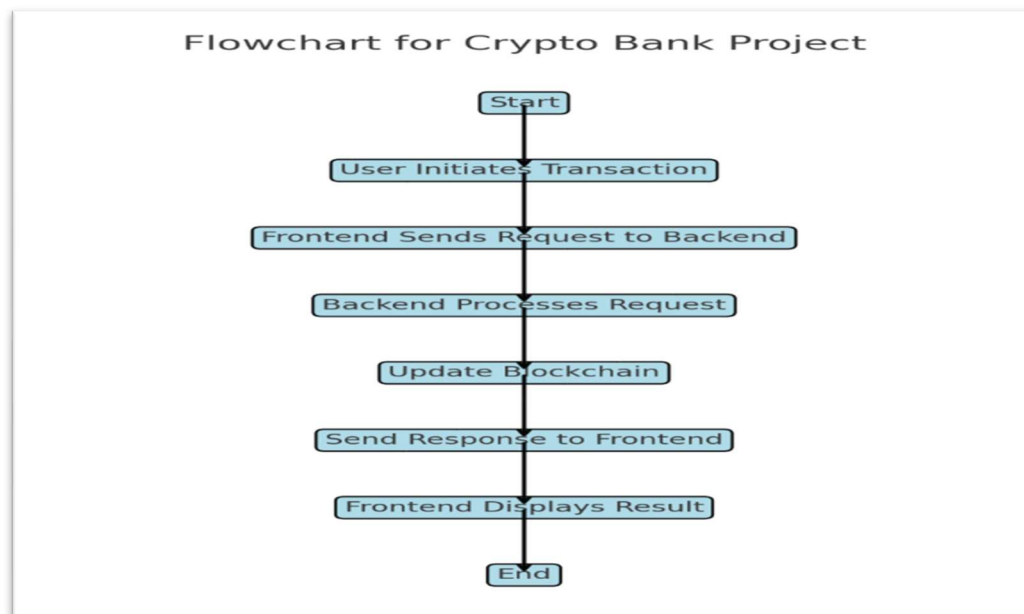 Flowchart for Crypto Bank Project
Start
User Initiates Transaction
Frontend Sends Request to Backend
Backend Processes Request
Update Blockchain
Send Response to Frontend
Frontend Displays Result
End